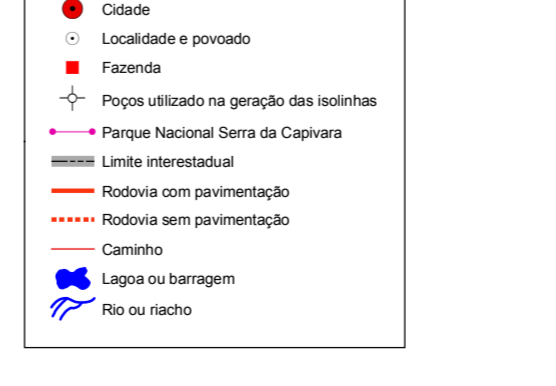 Cidade
Localidade e povoado
Fazenda
Poços utilizado na geração das isolinhas
Parque Nacional Serra da Capivara
Limite interestadual
Rodovia com pavimentação
Rodovia sem pavimentação
Caminho
Lagoa ou barragem
Rio ou riacho